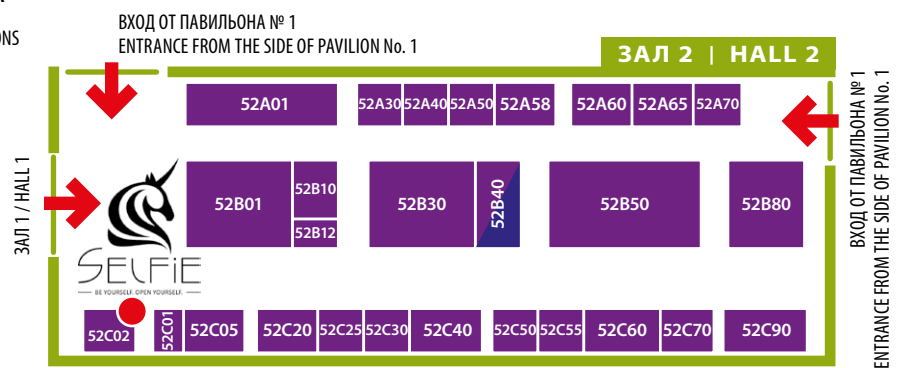 ONS
ВХОД ОТ ПАВИЛЬОНА № 1
ENTRANCE FROM THE SIDE OF PAVILION No. 1
ЗАЛ 2 | HALL 2
52A01
52A30
52A40
52A50
52A58
52A60
52A65
52A70
ВХОД ОТ ПАВИЛЬОНА № 1
ENTRANCE FROM THE SIDE OF PAVILION No. 1
ЗАЛ 1 / HALL 1
52B01
52B10
52B12
52B30
52B40
52B50
52B80
SELFiE
BE YOURSELF. OPEN YOURSELF.
52C02
52C01
52C05
52C20
52C25
52C30
52C40
52C50
52C55
52C60
52C70
52C90